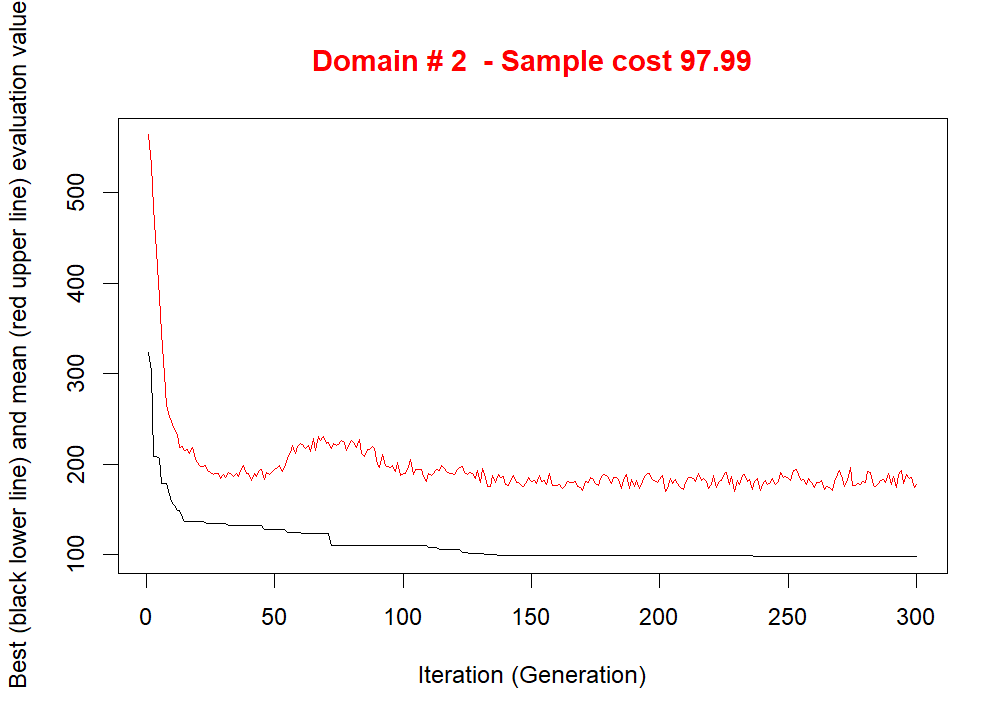 Domain # 2 - Sample cost 97.99
Best (black lower line) and mean (red upper line) evaluation value
500
400
300
200
100
0 50 100 150 200 250 300
Iteration (Generation)